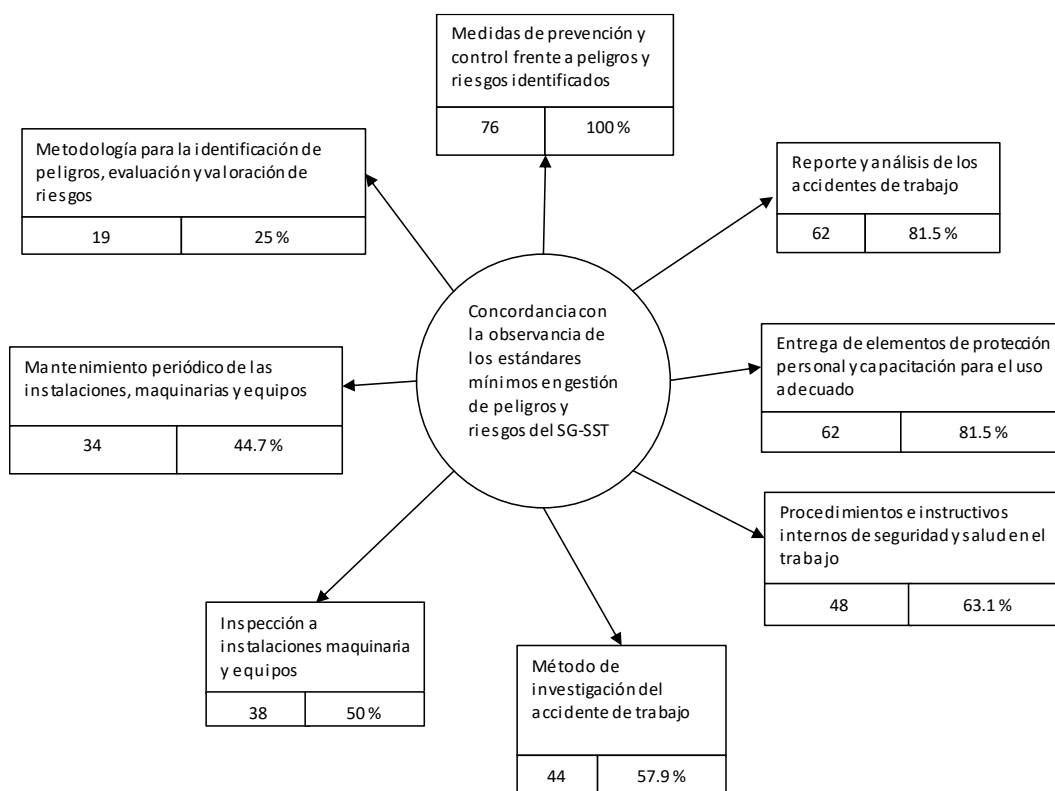 Medidas de prevención y
control frente a peligros y
riesgos identificados
76 100 %
Metodología para la identificación de
peligros, evaluación y valoración de
riesgos
19 25 %
Reporte y análisis de los
accidentes de trabajo
62 81.5 %
Concordancia con
la observancia de
los estándares
mínimos en gestión
de peligros y
riesgos del SG-SST
Mantenimiento periódico de las
instalaciones, maquinarias y equipos
34 44.7 %
Entrega de elementos de protección
personal y capacitación para el uso
adecuado
62 81.5 %
Procedimientos e instructivos
internos de seguridad y salud en el
trabajo
48 63.1 %
Inspección a
instalaciones maquinaria
y equipos
38 50 %
Método de
investigación del
accidente de trabajo
44 57.9 %